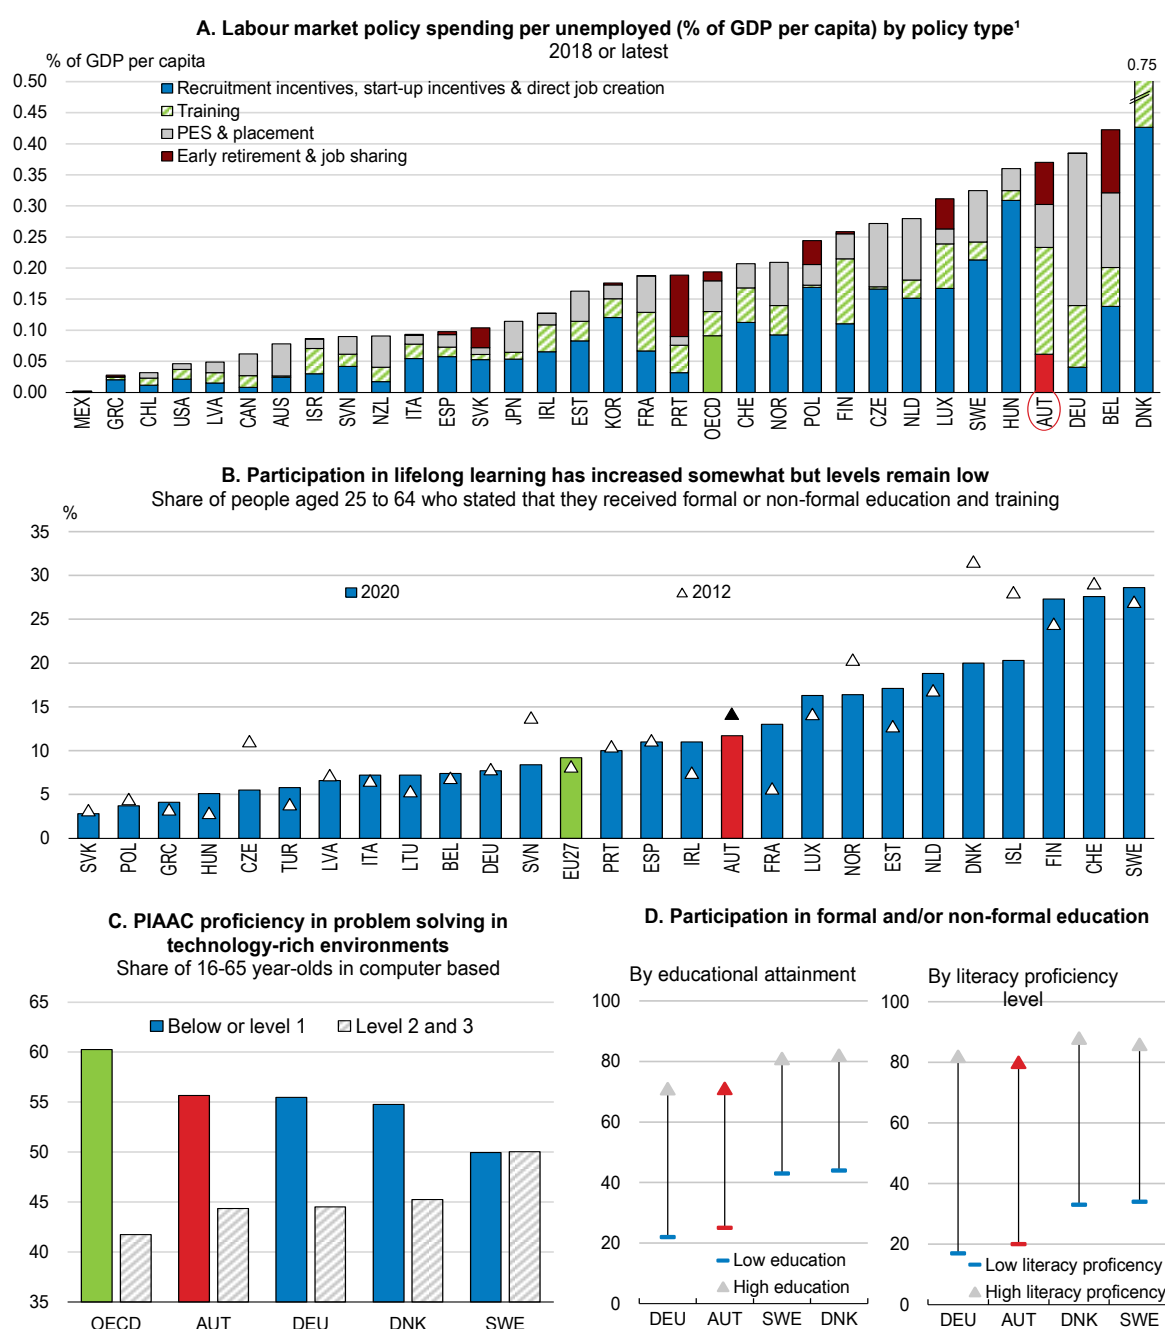 A. Labour market policy spending per unemployed (% of GDP per capita) by policy type¹
2018 or latest
% of GDP per capita
0.75
0.50
0.45
0.40
0.35
0.30
0.25
0.20
0.15
0.10
0.05
0.00
Recruitment incentives, start-up incentives & direct job creation
Training
PES & placement
Early retirement & job sharing
MEX GRC CHL USA LVA CAN AUS ISR SVN NZL ITA ESP SVK JPN IRL EST KOR FRA PRT OECD CHE NOR POL FIN CZE NLD LUX SWE HUN AUT DEU BEL DNK
B. Participation in lifelong learning has increased somewhat but levels remain low
Share of people aged 25 to 64 who stated that they received formal or non-formal education and training
%
35
30
25
20
15
10
5
0
2020 2012
SVK POL GRC HUN CZE TUR LVA ITA LTU BEL DEU SVN EU27 PRT ESP IRL AUT FRA LUX NOR EST NLD DNK ISL FIN CHE SWE
C. PIAAC proficiency in problem solving in
technology-rich environments
Share of 16-65 year-olds in computer based
65
60
55
50
45
40
35
Below or level 1 Level 2 and 3
OECD AUT DEU DNK SWE
D. Participation in formal and/or non-formal education
By educational attainment
100
80
60
40
20
0
Low education
High education
DEU AUT SWE DNK
By literacy proficiency
level
100
80
60
40
20
0
Low literacy proficency
High literacy proficency
DEU AUT DNK SWE